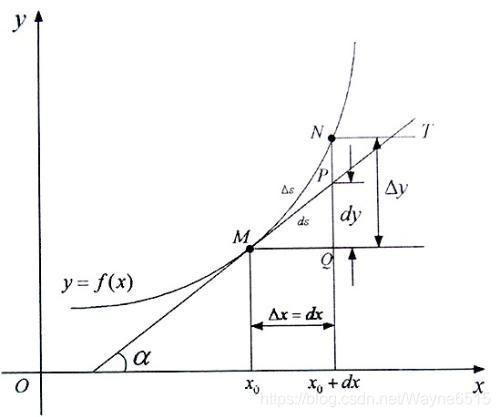 y
N
T
P
Δs
Δy
ds
dy
M
Q
y = f(x)
Δx = dx
α
O
x₀
x₀ + dx
x
https://blog.csdn.net/Wayne6515